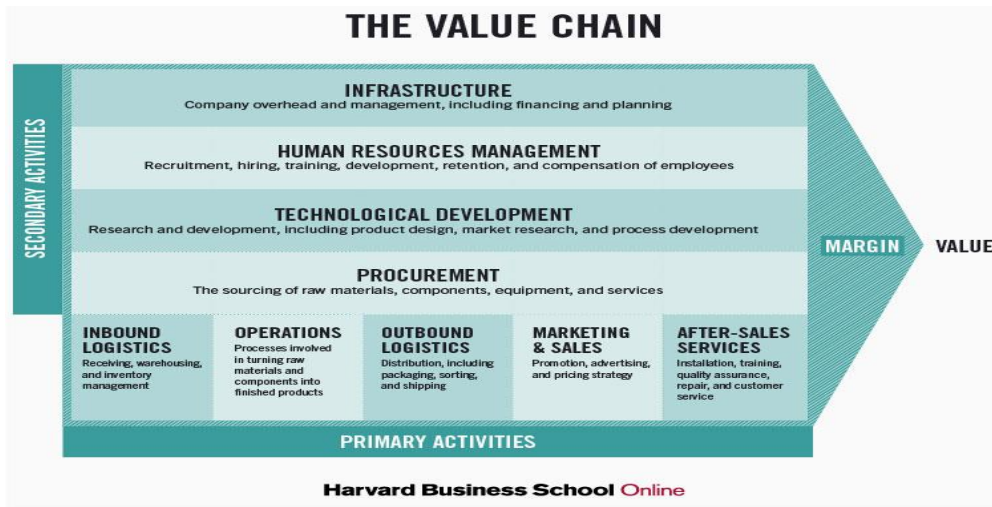 THE VALUE CHAIN
SECONDARY ACTIVITIES
INFRASTRUCTURE
Company overhead and management, including financing and planning
HUMAN RESOURCES MANAGEMENT
Recruitment, hiring, training, development, retention, and compensation of employees
TECHNOLOGICAL DEVELOPMENT
Research and development, including product design, market research, and process development
PROCUREMENT
The sourcing of raw materials, components, equipment, and services
INBOUND
LOGISTICS
Receiving, warehousing,
and inventory
management
OPERATIONS
Processes involved
in turning raw
materials and
components into
finished products
OUTBOUND
LOGISTICS
Distribution, including
packaging, sorting,
and shipping
MARKETING
& SALES
Promotion, advertising,
and pricing strategy
AFTER-SALES
SERVICES
Installation, training,
quality assurance,
repair, and customer
service
MARGIN
VALUE
PRIMARY ACTIVITIES
Harvard Business School Online